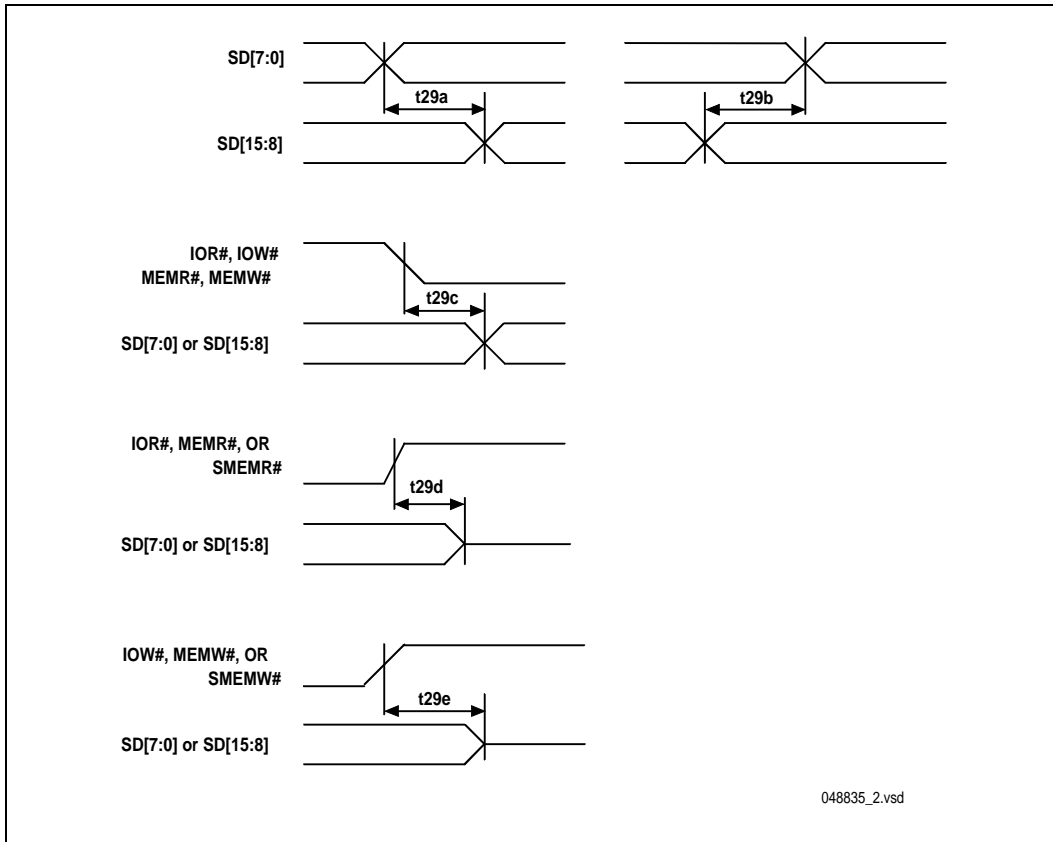 SD[7:0]
t29a
t29b
SD[15:8]
IOR#, IOW#
MEMR#, MEMW#
t29c
SD[7:0] or SD[15:8]
IOR#, MEMR#, OR
SMEMR#
t29d
SD[7:0] or SD[15:8]
IOW#, MEMW#, OR
SMEMW#
t29e
SD[7:0] or SD[15:8]
048835_2.vsd